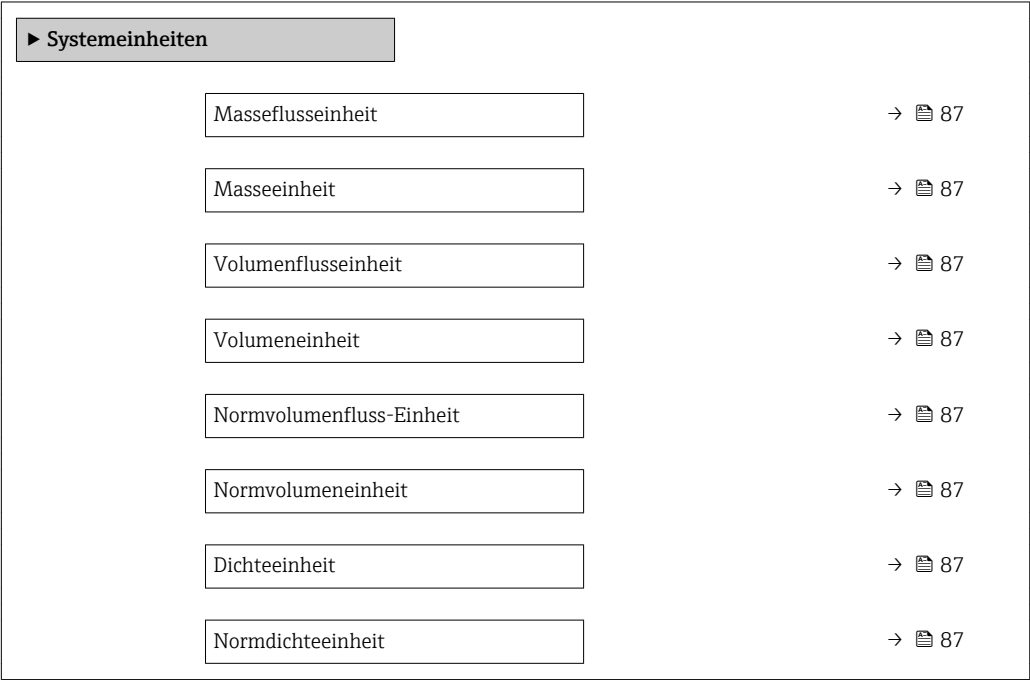 ▶ Systemeinheiten
Masseflusseinheit → 87
Masseeinheit → 87
Volumenflusseinheit → 87
Volumeneinheit → 87
Normvolumenfluss-Einheit → 87
Normvolumeneinheit → 87
Dichteeinheit → 87
Normdichteeinheit → 87